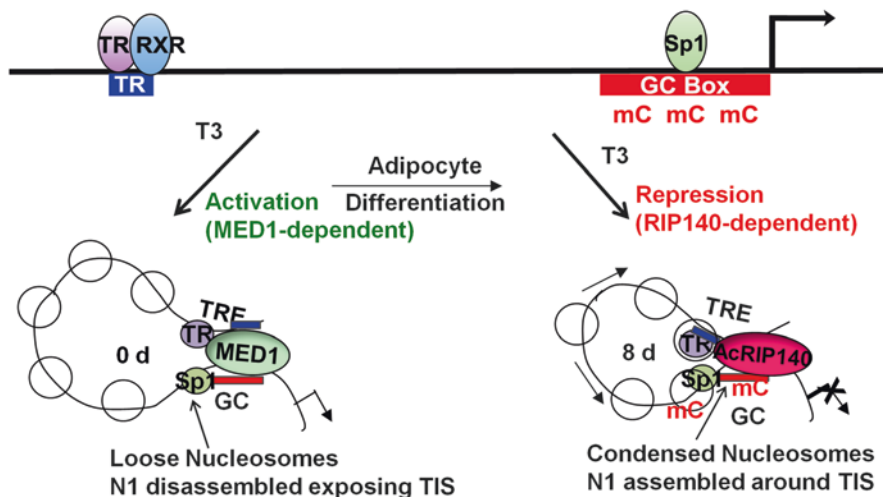 TR RXR
Sp1
TR
GC Box
mC mC mC
T3
T3
Adipocyte
Differentiation
Activation
(MED1-dependent)
Repression
(RIP140-dependent)
TRE
TR
MED1
0 d
Sp1
GC
TRE
TR
AcRIP140
8 d
Sp1
mC
mC
GC
Loose Nucleosomes
N1 disassembled exposing TIS
Condensed Nucleosomes
N1 assembled around TIS